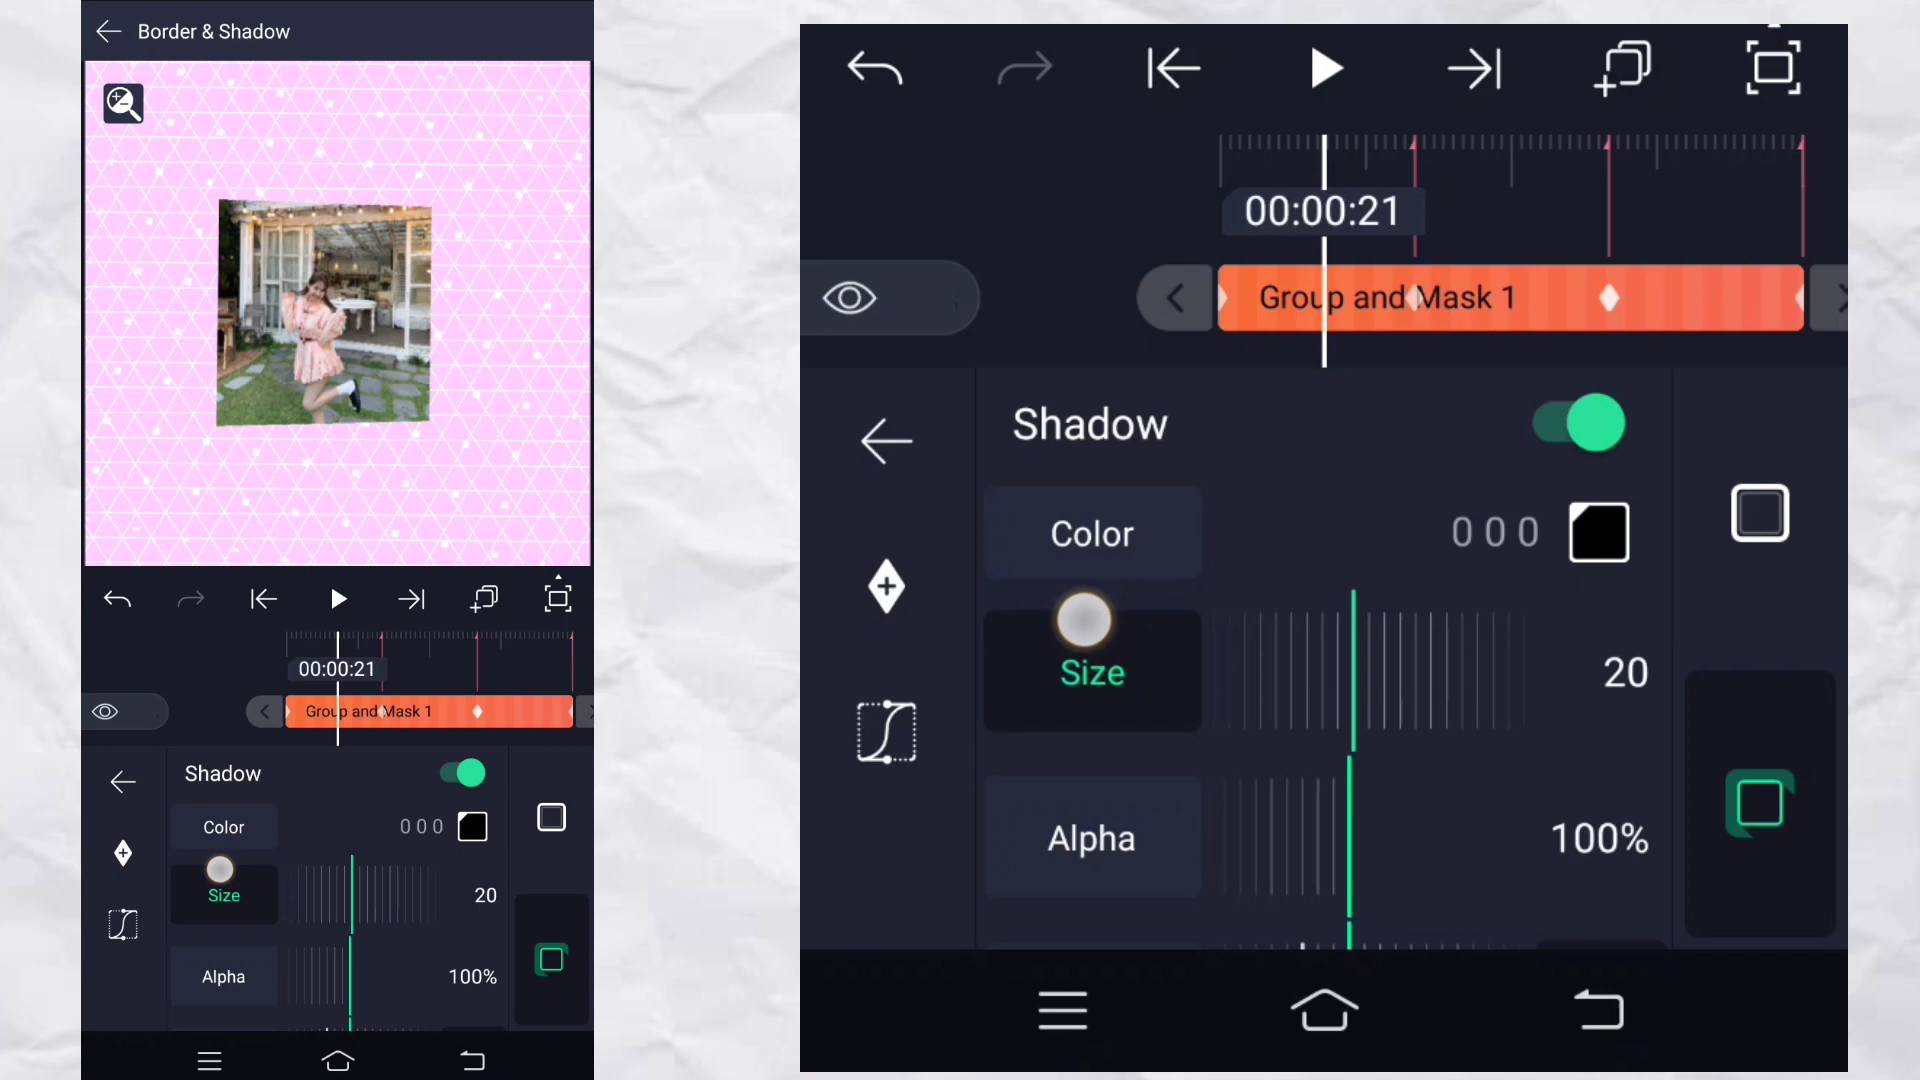 Border & Shadow
00:00:21
Group and Mask 1
Shadow
Color
0 0 0
Size
20
Alpha
100%
00:00:21
Group and Mask 1
Shadow
Color
0 0 0
Size
20
Alpha
100%